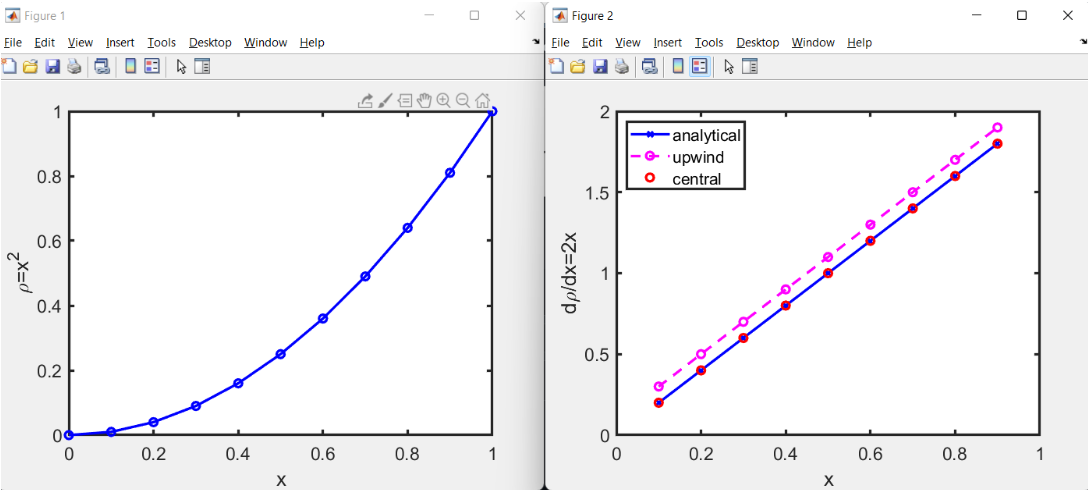 Figure 1
File Edit View Insert Tools Desktop Window Help
1
0.8
0.6
0.4
0.2
0
ρ=x²
0 0.2 0.4 0.6 0.8 1
x
Figure 2
File Edit View Insert Tools Desktop Window Help
2
1.5
1
0.5
0
dρ/dx=2x
analytical
upwind
central
0 0.2 0.4 0.6 0.8 1
x